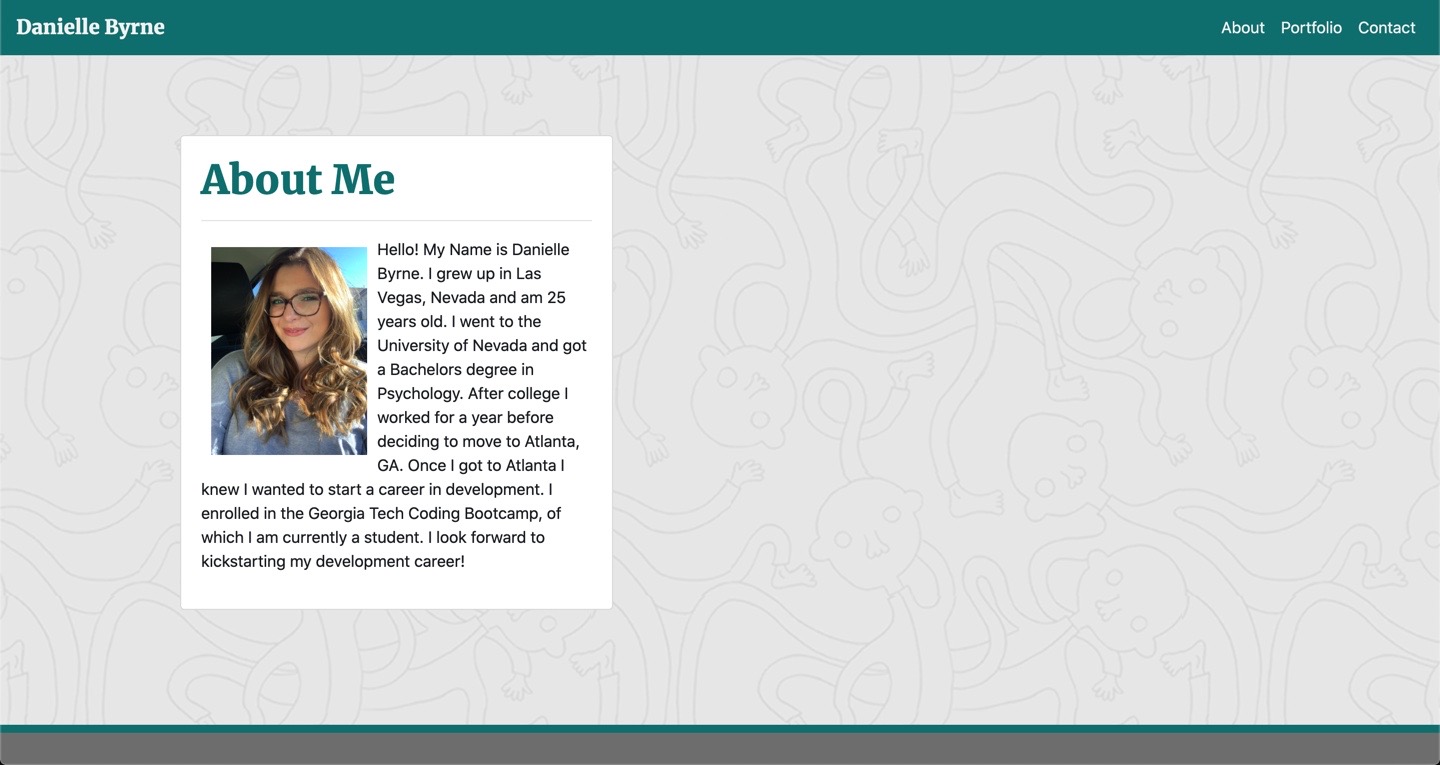 Danielle Byrne
About Portfolio Contact
About Me
Hello! My Name is Danielle
Byrne. I grew up in Las
Vegas, Nevada and am 25
years old. I went to the
University of Nevada and got
a Bachelors degree in
Psychology. After college I
worked for a year before
deciding to move to Atlanta,
GA. Once I got to Atlanta I
knew I wanted to start a career in development. I
enrolled in the Georgia Tech Coding Bootcamp, of
which I am currently a student. I look forward to
kickstarting my development career!